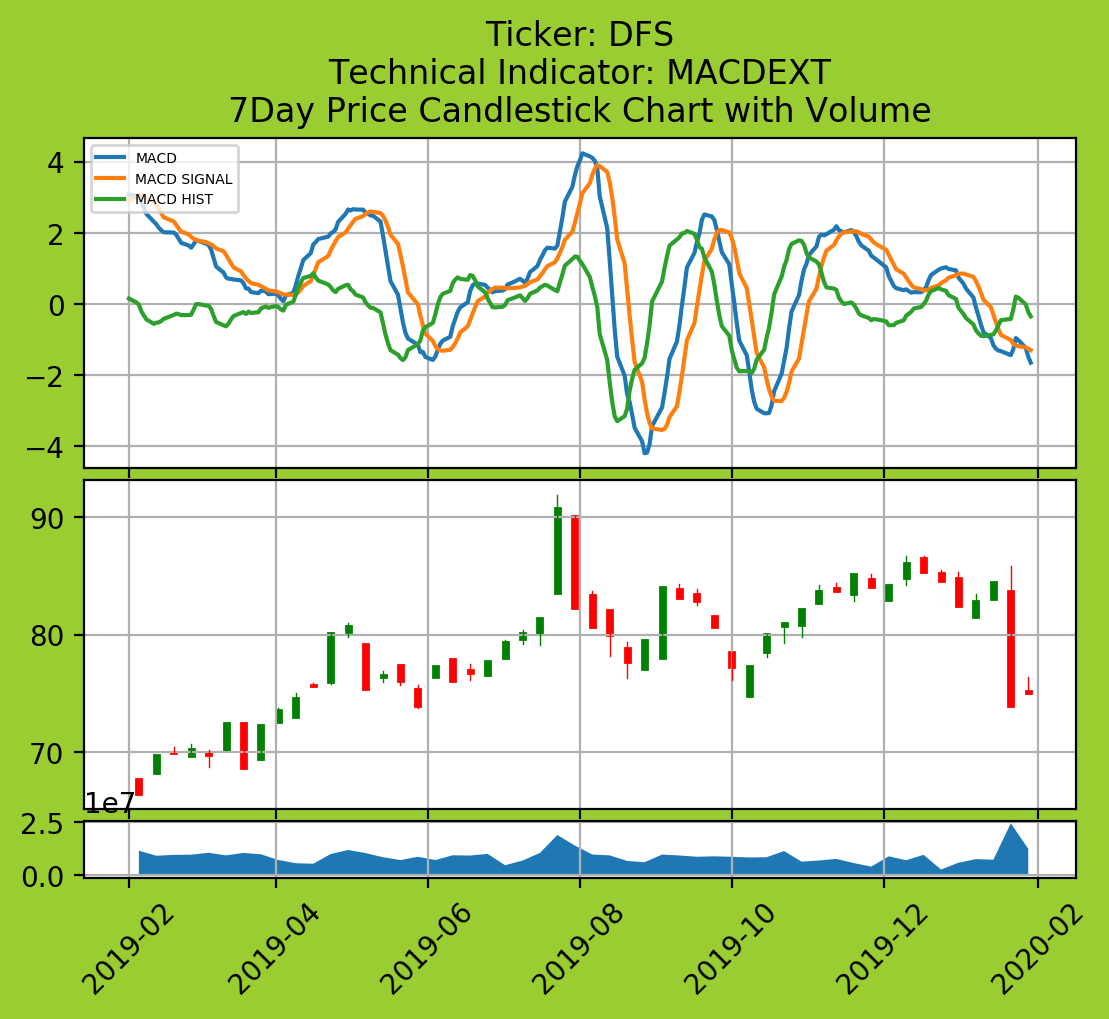 Ticker: DFS
Technical Indicator: MACDEXT
7Day Price Candlestick Chart with Volume
MACD
MACD SIGNAL
MACD HIST
4
2
0
−2
−4
90
80
70
1e7
2.5
0.0
2019-02
2019-04
2019-06
2019-08
2019-10
2019-12
2020-02